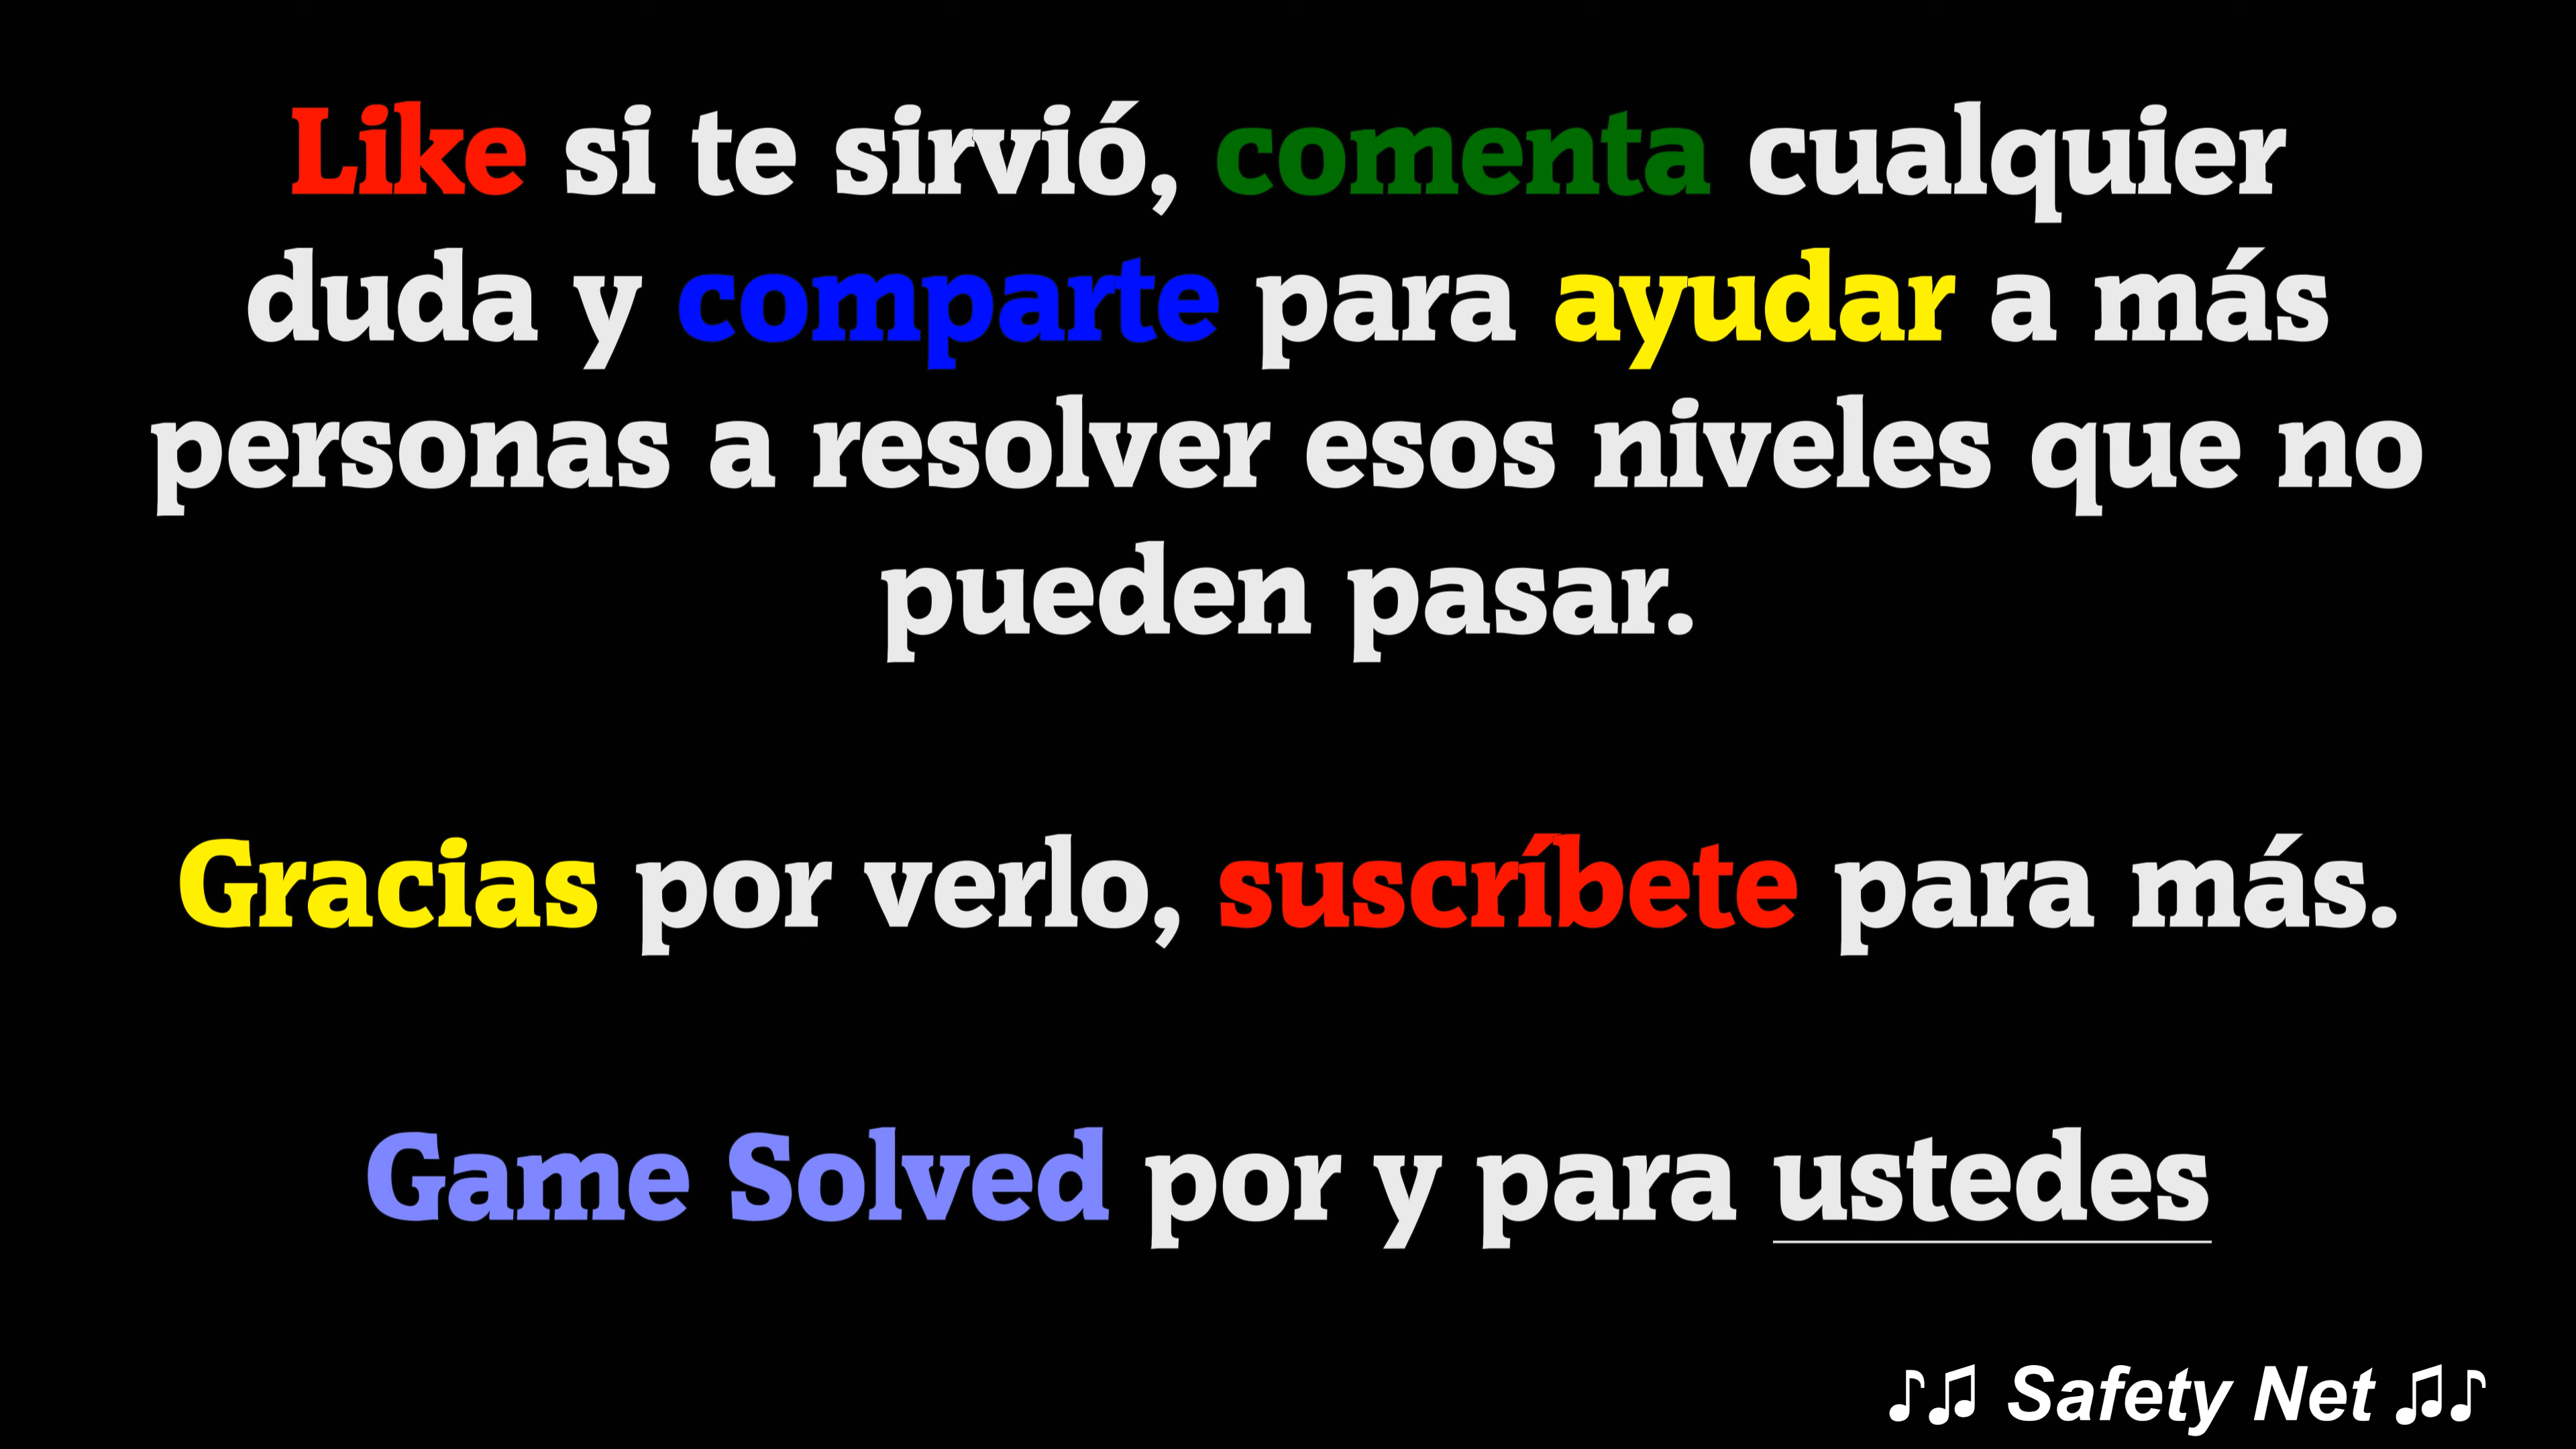 Like si te sirvió, comenta cualquier
duda y comparte para ayudar a más
personas a resolver esos niveles que no
pueden pasar.
Gracias por verlo, suscríbete para más.
Game Solved por y para ustedes
♪♫ Safety Net ♫♪